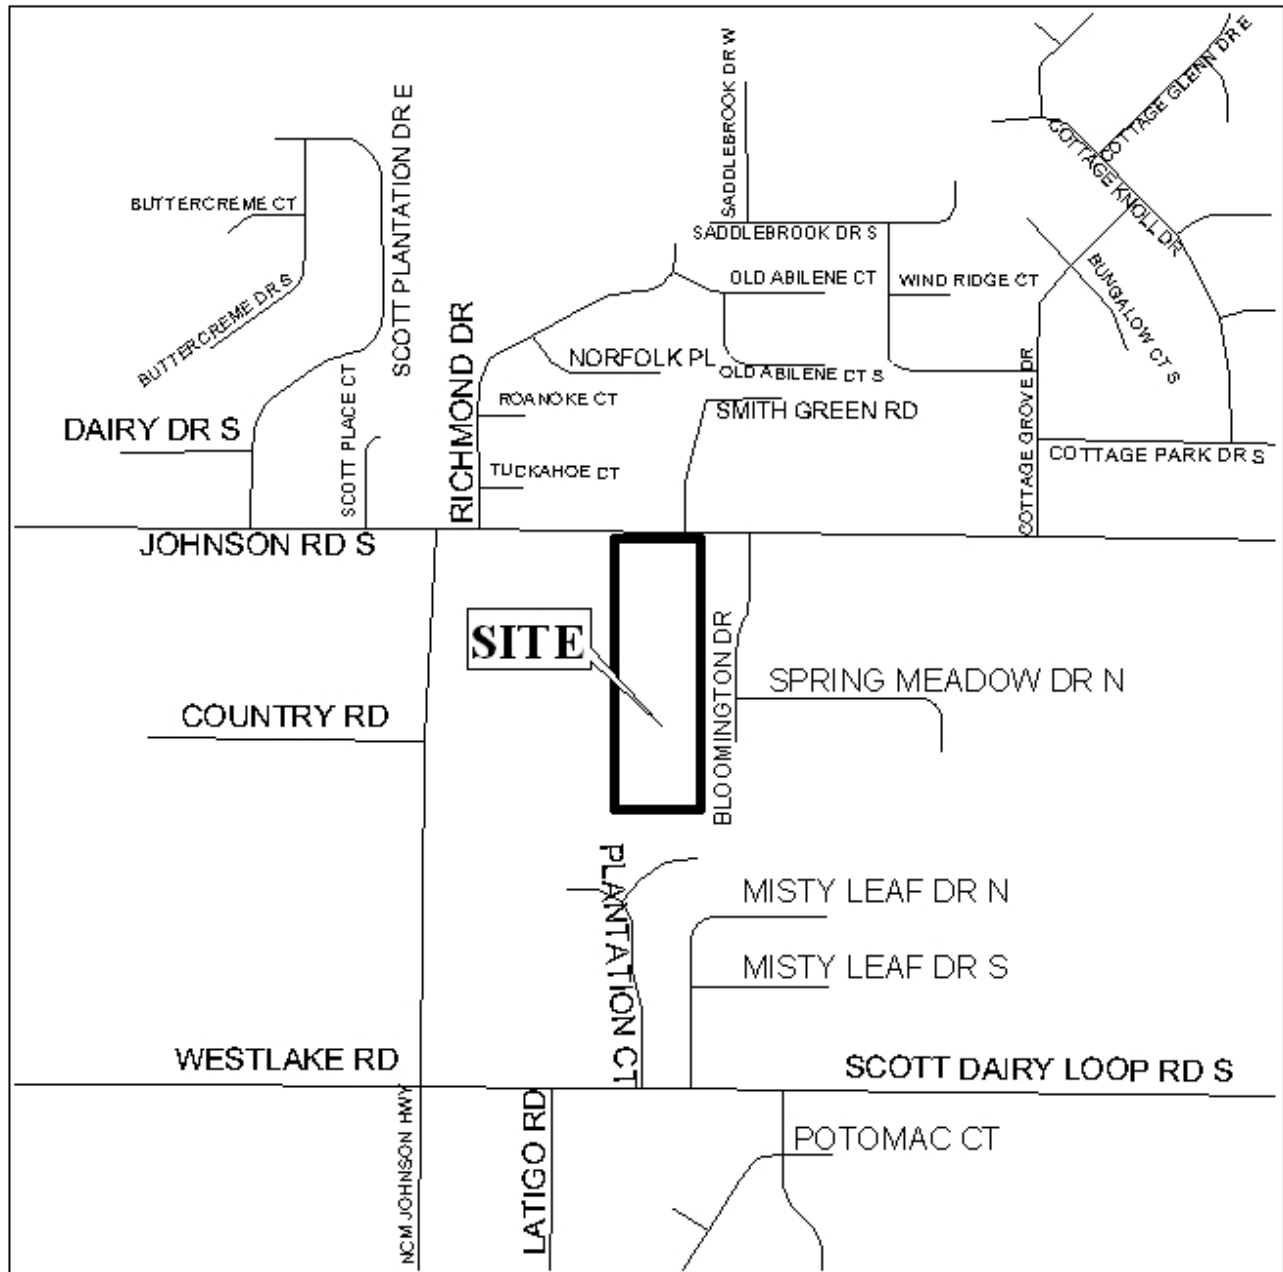 SADDLEBROOK DR W
COTTAGE GLENN DR E
SCOTT PLANTATION DR E
COTTAGE KNOLL DR
BUTTERCREME CT
SADDLEBROOK DR S
BUNGALOW CT S
OLD ABILENE CT
WIND RIDGE CT
BUTTERCREME DR S
RICHMOND DR
NORFOLK PL
OLD ABILENE CT S
COTTAGE GROVE DR
SCOTT PLACE CT
ROANOKE CT
SMITH GREEN RD
DAIRY DR S
COTTAGE PARK DR S
TUCKAHOE CT
JOHNSON RD S
SITE
BLOOMINGTON DR
SPRING MEADOW DR N
COUNTRY RD
PLANTATION CT
MISTY LEAF DR N
MISTY LEAF DR S
WESTLAKE RD
SCOTT DAIRY LOOP RD S
NCM JOHNSON HWY
LATIGO RD
POTOMAC CT